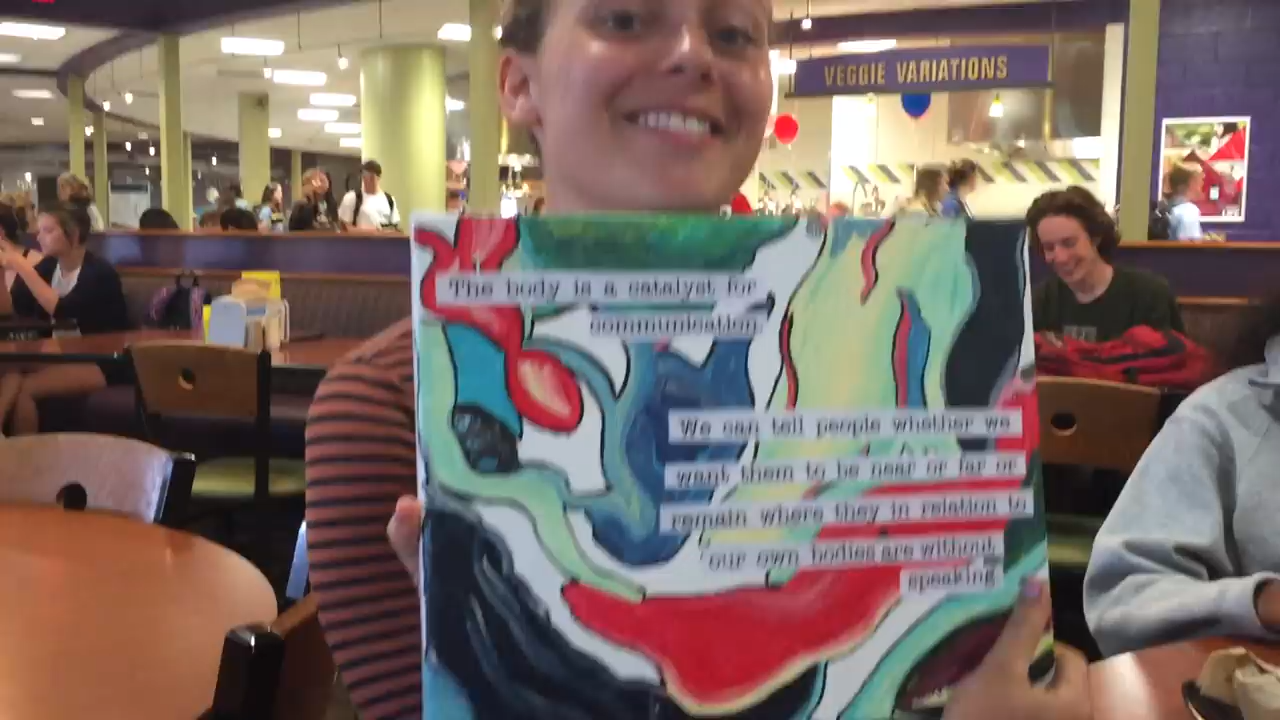 VEGGIE VARIATIONS
The body is a catalyst for
communication.
We can tell people whether we
want them to be near or far or
remain where they in relation to
our own bodies are without
speaking